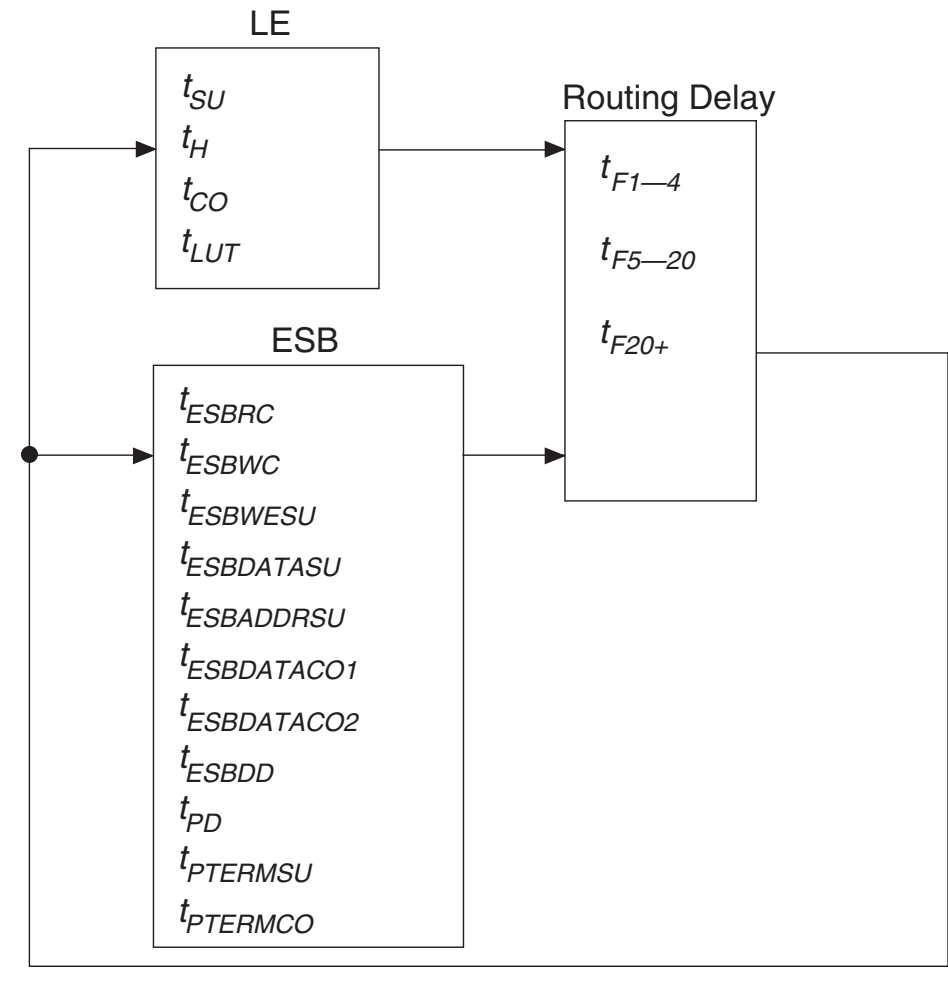 LE
tSU
tH
tCO
tLUT
Routing Delay
tF1—4
tF5—20
tF20+
ESB
tESBRC
tESBWC
tESBWESU
tESBDATASU
tESBADDRSU
tESBDATACO1
tESBDATACO2
tESBDD
tPD
tPTERMSU
tPTERMCO